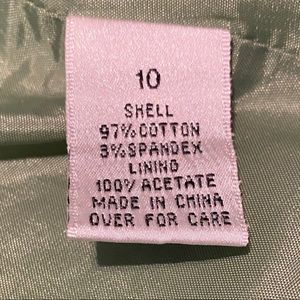 10
SHELL
97%COTTON
3%SPANDEX
LINING
100% ACETATE
MADE IN CHINA
OVER FOR CARE